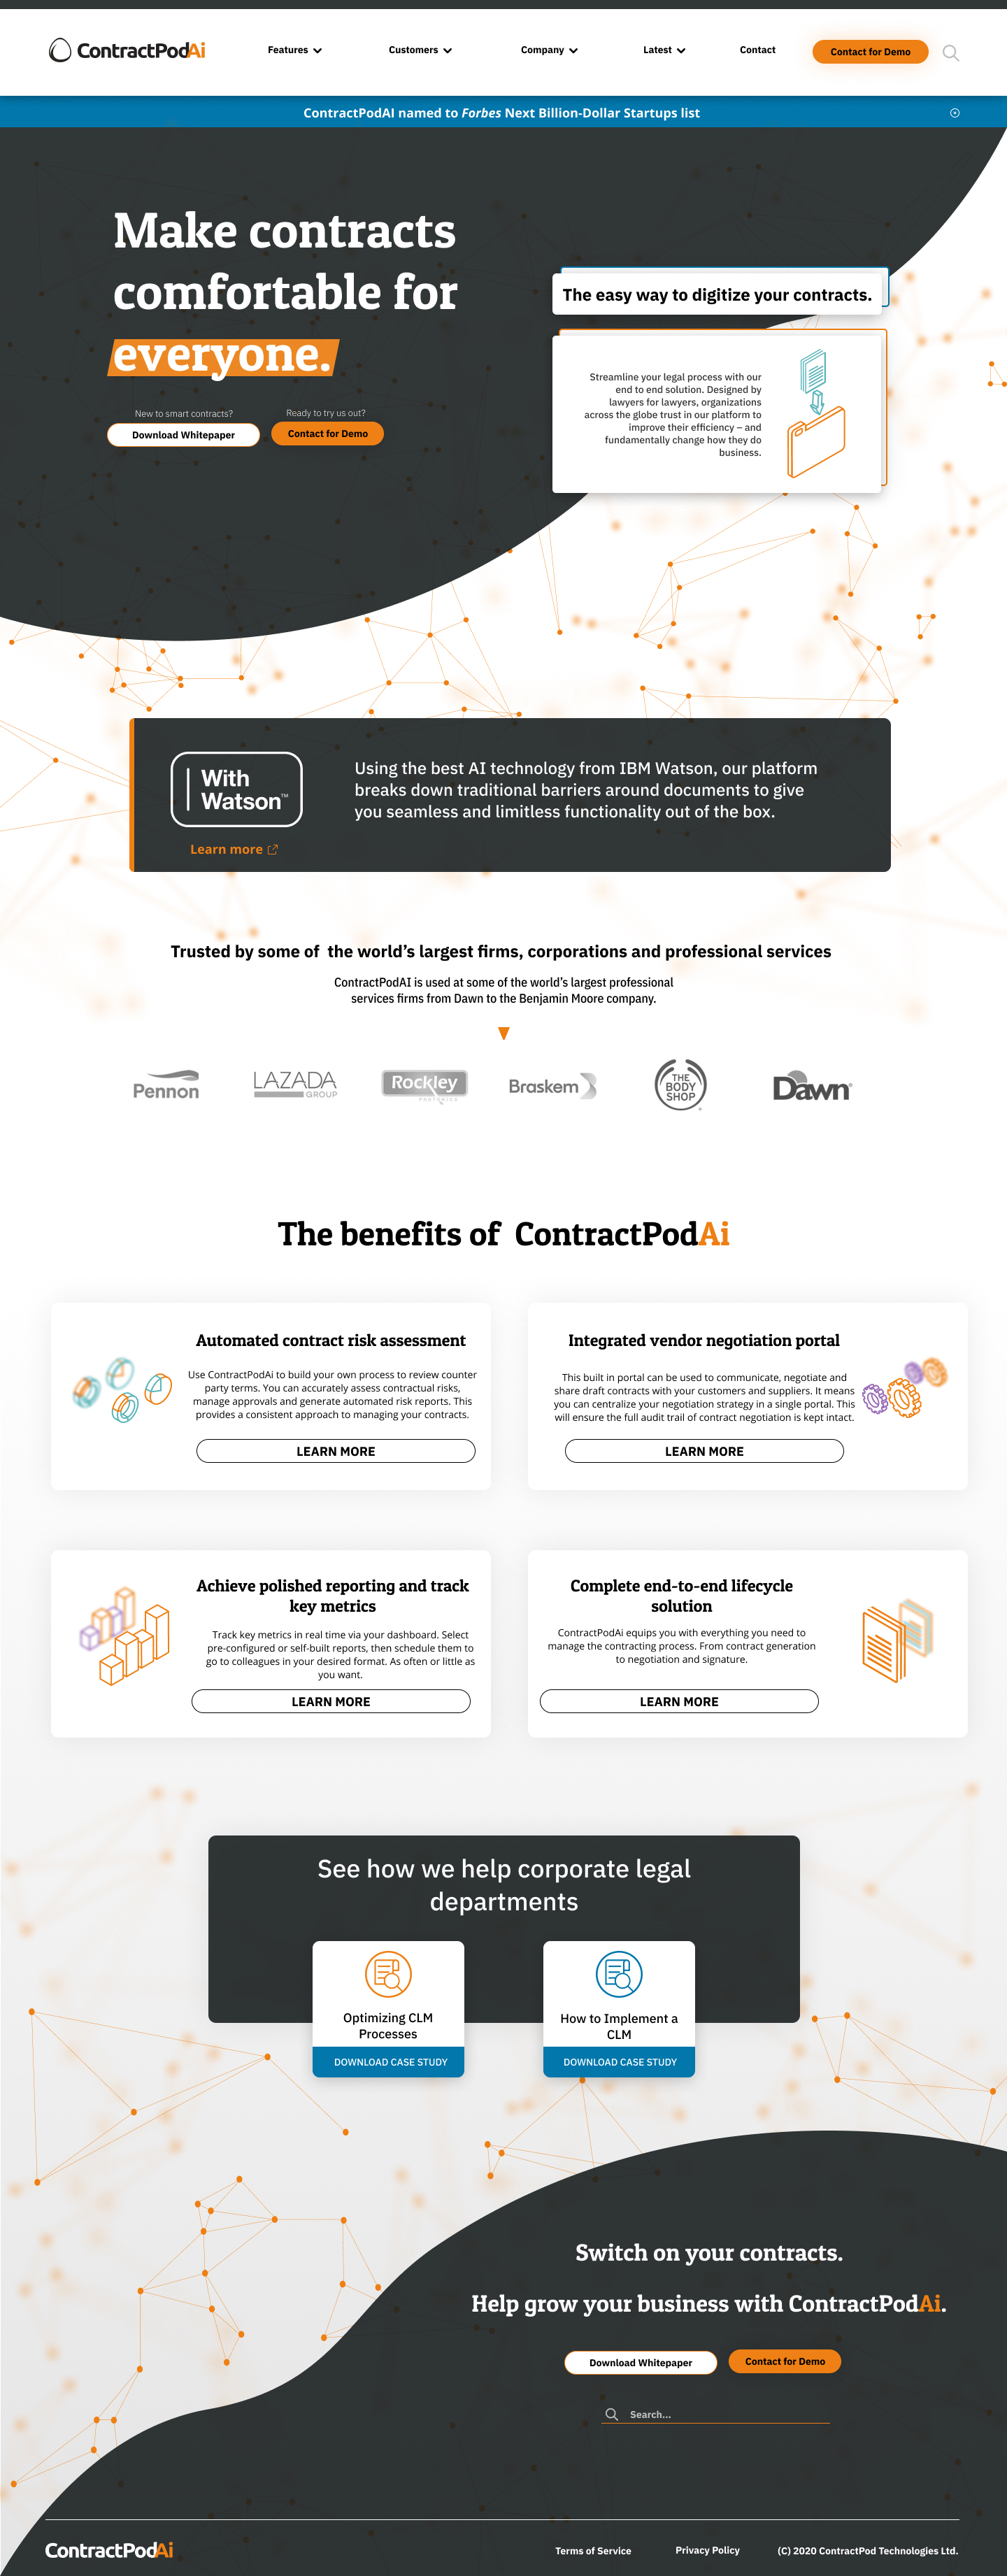 ContractPodAi
Features
Customers
Company
Latest
Contact
Contact for Demo
ContractPodAI named to Forbes Next Billion-Dollar Startups list
Make contracts
comfortable for
everyone.
New to smart contracts?
Download Whitepaper
Ready to try us out?
Contact for Demo
The easy way to digitize your contracts.
Streamline your legal process with our
end to end solution. Designed by
lawyers for lawyers, organizations
across the globe trust in our platform to
improve their efficiency – and
fundamentally change how they do
business.
With
Watson™
Learn more
Using the best AI technology from IBM Watson, our platform
breaks down traditional barriers around documents to give
you seamless and limitless functionality out of the box.
Trusted by some of the world's largest firms, corporations and professional services
ContractPodAI is used at some of the world's largest professional
services firms from Dawn to the Benjamin Moore company.
Pennon
LAZADA
GROUP
Rockley
PHOTONICS
Braskem
THE
BODY
SHOP
Dawn
The benefits of ContractPodAi
Automated contract risk assessment
Use ContractPodAi to build your own process to review counter
party terms. You can accurately assess contractual risks,
manage approvals and generate automated risk reports. This
provides a consistent approach to managing your contracts.
LEARN MORE
Integrated vendor negotiation portal
This built in portal can be used to communicate, negotiate and
share draft contracts with your customers and suppliers. It means
you can centralize your negotiation strategy in a single portal. This
will ensure the full audit trail of contract negotiation is kept intact.
LEARN MORE
Achieve polished reporting and track
key metrics
Track key metrics in real time via your dashboard. Select
pre-configured or self-built reports, then schedule them to
go to colleagues in your desired format. As often or little as
you want.
LEARN MORE
Complete end-to-end lifecycle
solution
ContractPodAi equips you with everything you need to
manage the contracting process. From contract generation
to negotiation and signature.
LEARN MORE
See how we help corporate legal
departments
Optimizing CLM
Processes
DOWNLOAD CASE STUDY
How to Implement a
CLM
DOWNLOAD CASE STUDY
Switch on your contracts.
Help grow your business with ContractPodAi.
Download Whitepaper
Contact for Demo
Search...
ContractPodAi
Terms of Service
Privacy Policy
(C) 2020 ContractPod Technologies Ltd.